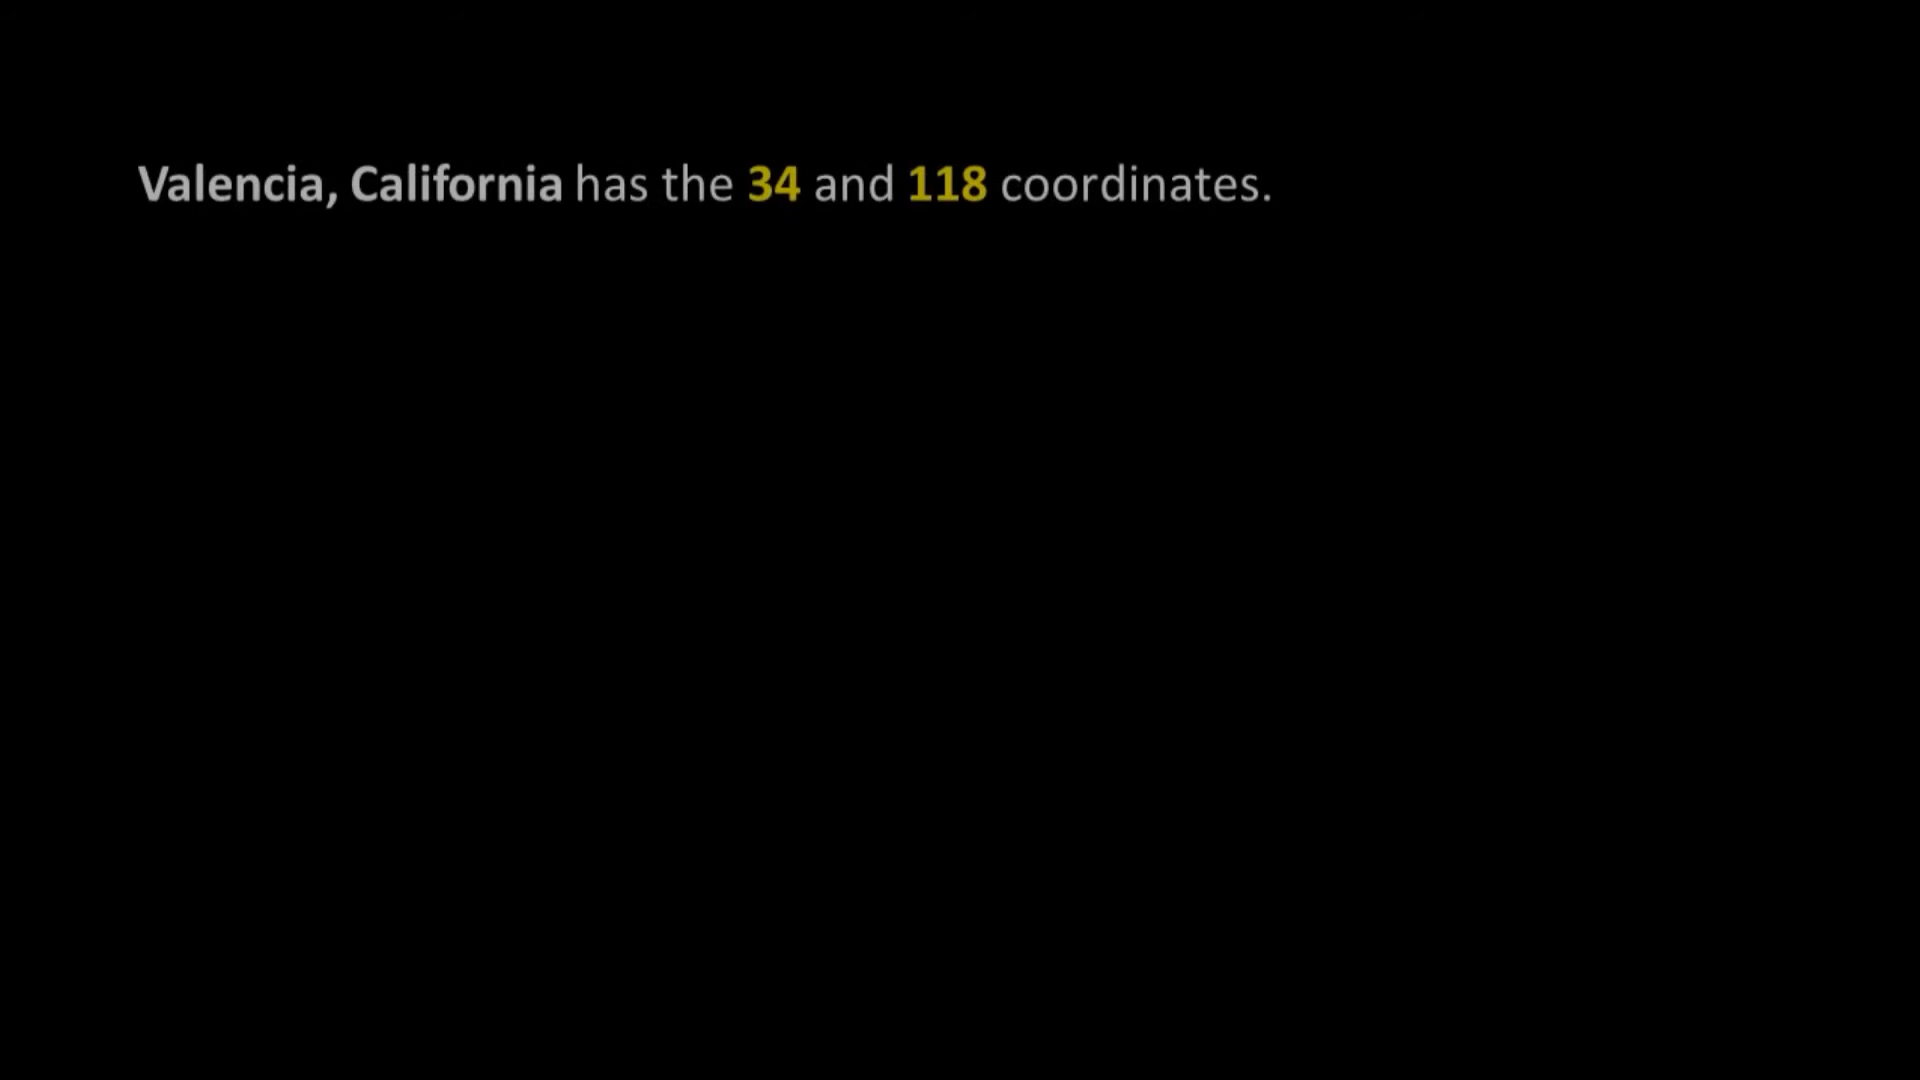 Valencia, California has the 34 and 118 coordinates.